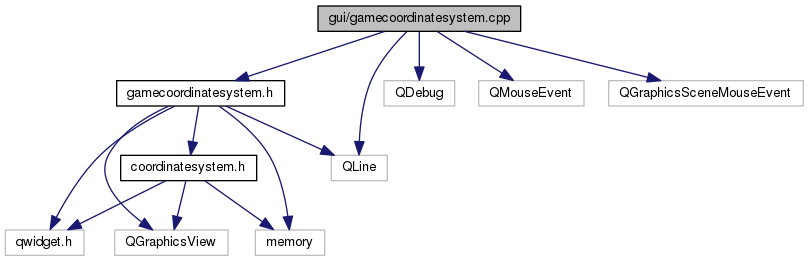 gui/gamecoordinatesystem.cpp
gamecoordinatesystem.h
QDebug
QMouseEvent
QGraphicsSceneMouseEvent
coordinatesystem.h
QLine
qwidget.h
QGraphicsView
memory